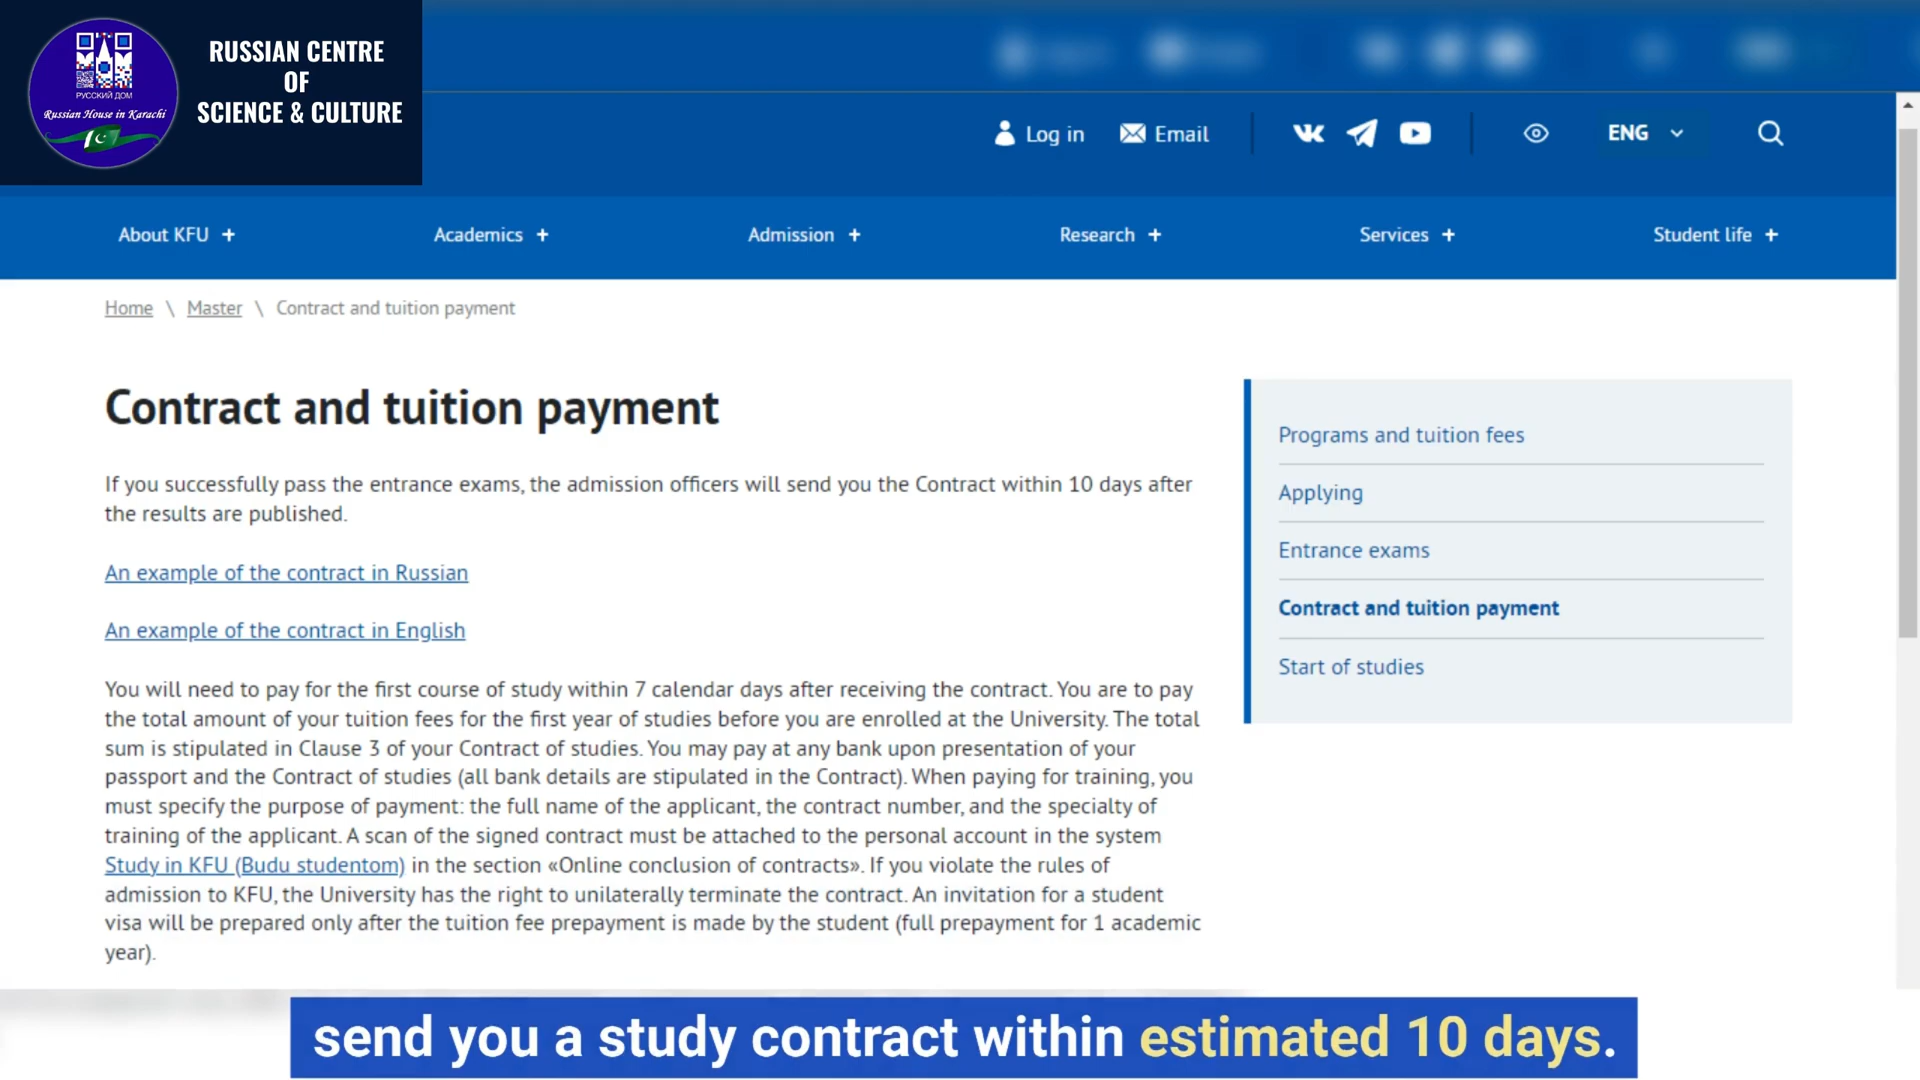 РУССКИЙ ДОМ
Russian House in Karachi
RUSSIAN CENTRE
OF
SCIENCE & CULTURE
Log in
Email
ENG
About KFU +
Academics +
Admission +
Research +
Services +
Student life +
Home \ Master \ Contract and tuition payment
Contract and tuition payment
If you successfully pass the entrance exams, the admission officers will send you the Contract within 10 days after
the results are published.
An example of the contract in Russian
An example of the contract in English
You will need to pay for the first course of study within 7 calendar days after receiving the contract. You are to pay
the total amount of your tuition fees for the first year of studies before you are enrolled at the University. The total
sum is stipulated in Clause 3 of your Contract of studies. You may pay at any bank upon presentation of your
passport and the Contract of studies (all bank details are stipulated in the Contract). When paying for training, you
must specify the purpose of payment: the full name of the applicant, the contract number, and the specialty of
training of the applicant. A scan of the signed contract must be attached to the personal account in the system
Study in KFU (Budu studentom) in the section «Online conclusion of contracts». If you violate the rules of
admission to KFU, the University has the right to unilaterally terminate the contract. An invitation for a student
visa will be prepared only after the tuition fee prepayment is made by the student (full prepayment for 1 academic
year).
Programs and tuition fees
Applying
Entrance exams
Contract and tuition payment
Start of studies
send you a study contract within estimated 10 days.